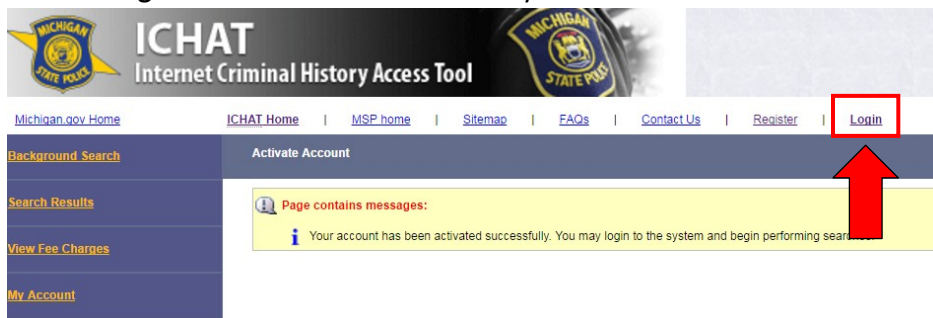 MICHIGAN
STATE POLICE
ICHAT
Internet Criminal History Access Tool
MICHIGAN
STATE POLICE
Michigan.gov Home
ICHAT Home | MSP home | Sitemap | FAQs | Contact Us | Register | Login
Background Search
Activate Account
Search Results
Page contains messages:
Your account has been activated successfully. You may login to the system and begin performing
View Fee Charges
My Account